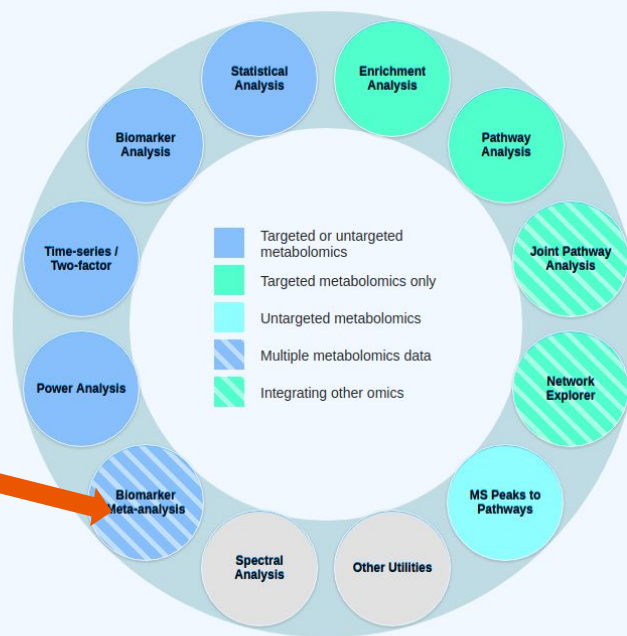 Statistical
Analysis
Enrichment
Analysis
Biomarker
Analysis
Pathway
Analysis
Time-series /
Two-factor
Joint Pathway
Analysis
Targeted or untargeted
metabolomics
Targeted metabolomics only
Untargeted metabolomics
Multiple metabolomics data
Integrating other omics
Power Analysis
Network
Explorer
Biomarker
Meta-analysis
MS Peaks to
Pathways
Spectral
Analysis
Other Utilities